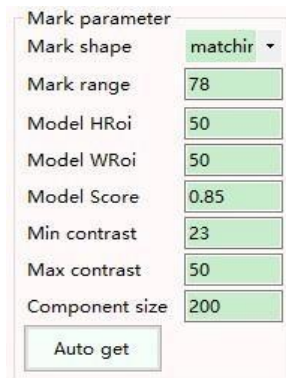 Mark parameter
Mark shape matchir
Mark range 78
Model HRoi 50
Model WRoi 50
Model Score 0.85
Min contrast 23
Max contrast 50
Component size 200
Auto get